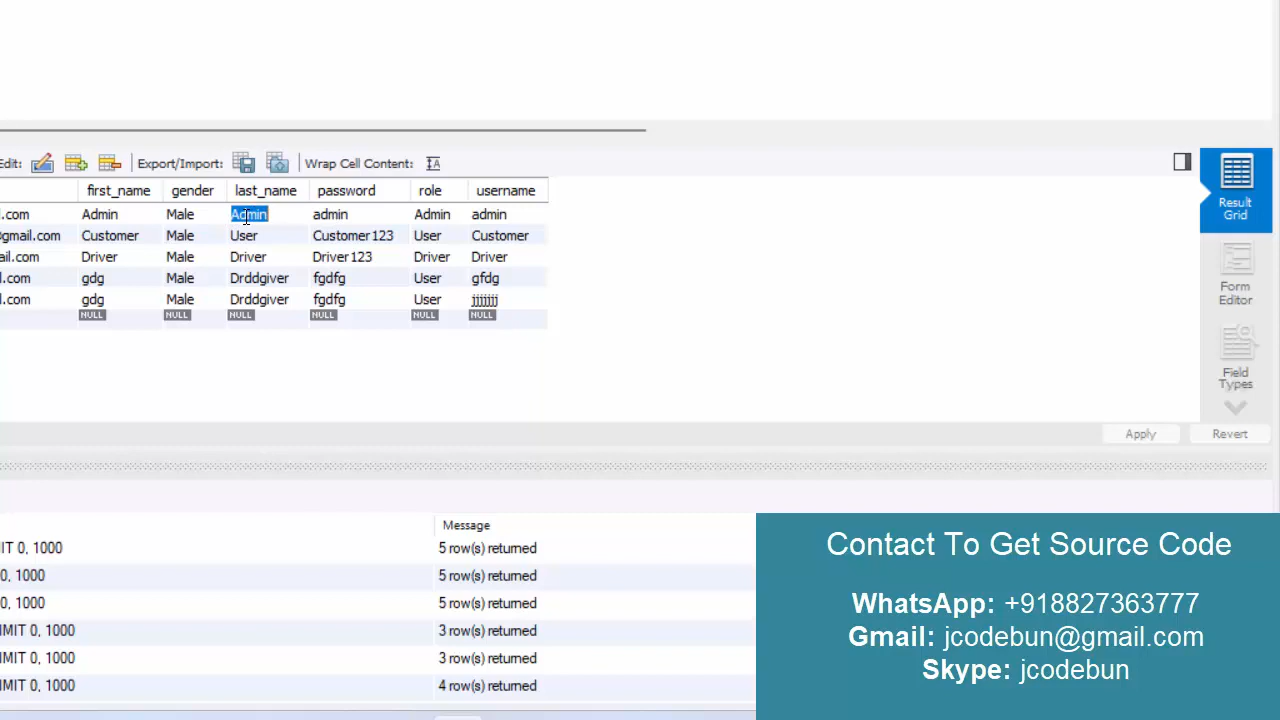 Edit: Export/Import: Wrap Cell Content:
first_name gender last_name password role username
l.com Admin Male Admin admin Admin admin
@gmail.com Customer Male User Customer123 User Customer
ail.com Driver Male Driver Driver123 Driver Driver
l.com gdg Male Drddgiver fgdfg User gfdg
l.com gdg Male Drddgiver fgdfg User jjjjjjj
NULL NULL NULL NULL NULL NULL
Result
Grid
Form
Editor
Field
Types
Apply Revert
Message
IT 0, 1000 5 row(s) returned
0, 1000 5 row(s) returned
0, 1000 5 row(s) returned
MIT 0, 1000 3 row(s) returned
MIT 0, 1000 3 row(s) returned
MIT 0, 1000 4 row(s) returned
Contact To Get Source Code
WhatsApp: +918827363777
Gmail: jcodebun@gmail.com
Skype: jcodebun